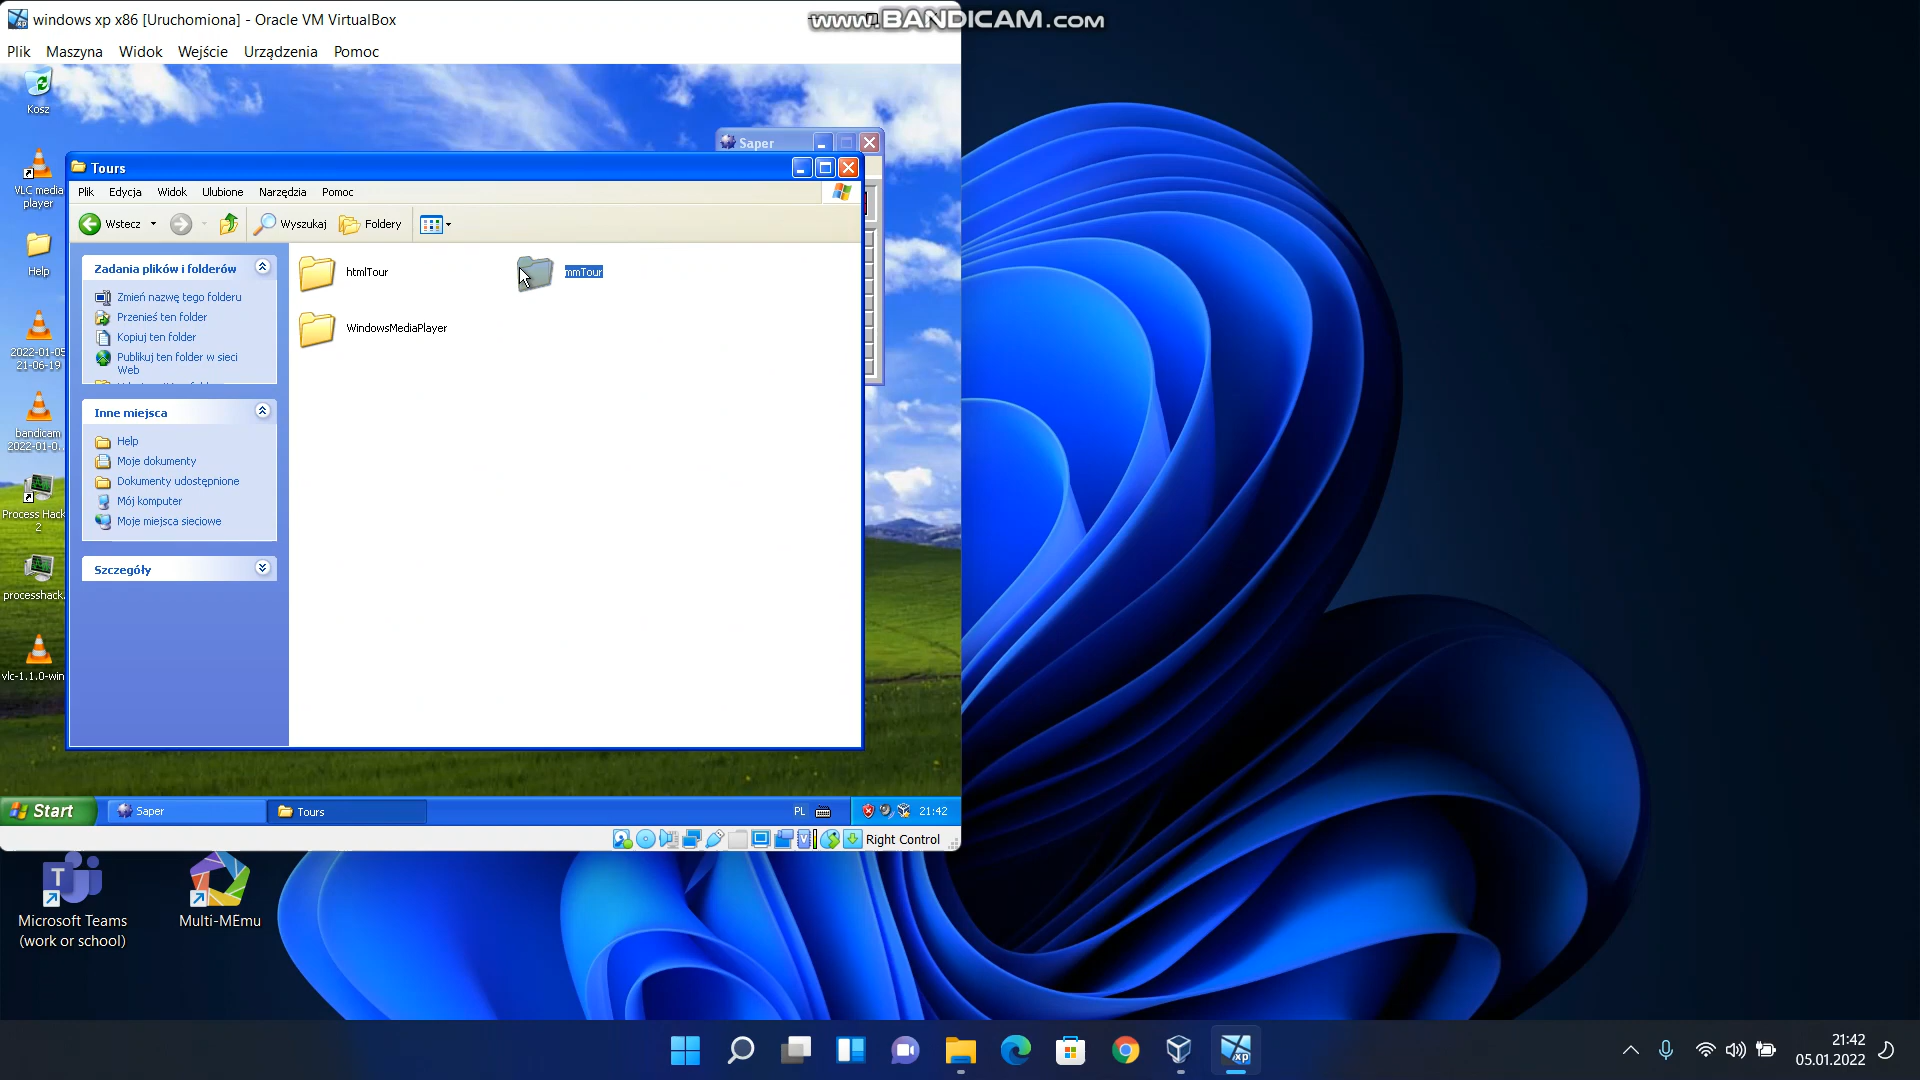 windows xp x86 [Uruchomiona] - Oracle VM VirtualBox
www.BANDICAM.com
Plik Maszyna Widok Wejście Urządzenia Pomoc
Kosz
Saper
Tours
VLC media
player
Plik Edycja Widok Ulubione Narzędzia Pomoc
Wstecz Wyszukaj Foldery
Help
Zadania plików i folderów
Zmień nazwę tego folderu
Przenieś ten folder
Kopiuj ten folder
Publikuj ten folder w sieci
Web
htmlTour
mmTour
WindowsMediaPlayer
2022-01-05
21-06-19
Inne miejsca
Help
Moje dokumenty
Dokumenty udostępnione
Mój komputer
Moje miejsca sieciowe
bandicam
2022-01-0...
Process Hack
2
Szczegóły
processhack.
vlc-1.1.0-win
Start Saper Tours PL 21:42
Right Control
Microsoft Teams
(work or school)
Multi-MEmu
xp
21:42
05.01.2022